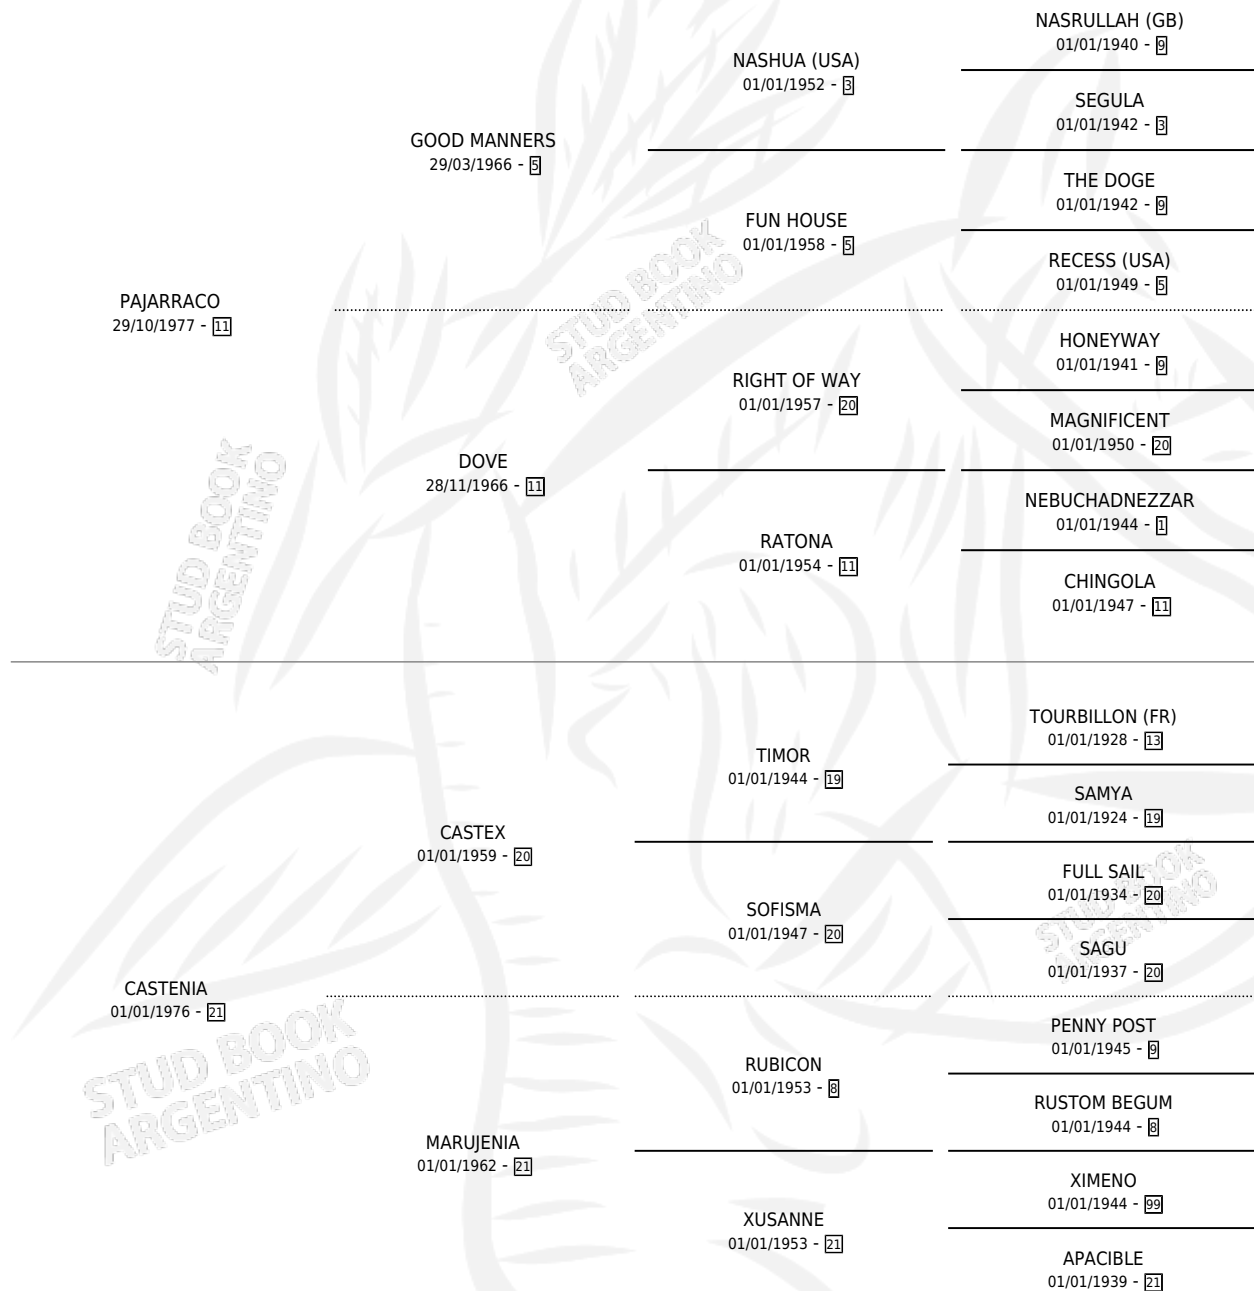 NASRULLAH (GB)
01/01/1940 - 9
NASHUA (USA)
01/01/1952 - 3
SEGULA
01/01/1942 - 3
GOOD MANNERS
29/03/1966 - 5
THE DOGE
01/01/1942 - 9
FUN HOUSE
01/01/1958 - 5
RECESS (USA)
01/01/1949 - 5
PAJARRACO
29/10/1977 - 11
HONEYWAY
01/01/1941 - 9
RIGHT OF WAY
01/01/1957 - 20
MAGNIFICENT
01/01/1950 - 20
DOVE
28/11/1966 - 11
NEBUCHADNEZZAR
01/01/1944 - 1
RATONA
01/01/1954 - 11
CHINGOLA
01/01/1947 - 11
TOURBILLON (FR)
01/01/1928 - 13
TIMOR
01/01/1944 - 19
SAMYA
01/01/1924 - 19
CASTEX
01/01/1959 - 20
FULL SAIL
01/01/1934 - 20
SOFISMA
01/01/1947 - 20
SAGU
01/01/1937 - 20
CASTENIA
01/01/1976 - 21
PENNY POST
01/01/1945 - 9
RUBICON
01/01/1953 - 8
RUSTOM BEGUM
01/01/1944 - 8
MARUJENIA
01/01/1962 - 21
XIMENO
01/01/1944 - 99
XUSANNE
01/01/1953 - 21
APACIBLE
01/01/1939 - 21
STUD BOOK
ARGENTINO
STUD BOOK
ARGENTINO
STUD BOOK
ARGENTINO
STUD BOOK
ARGENTINO